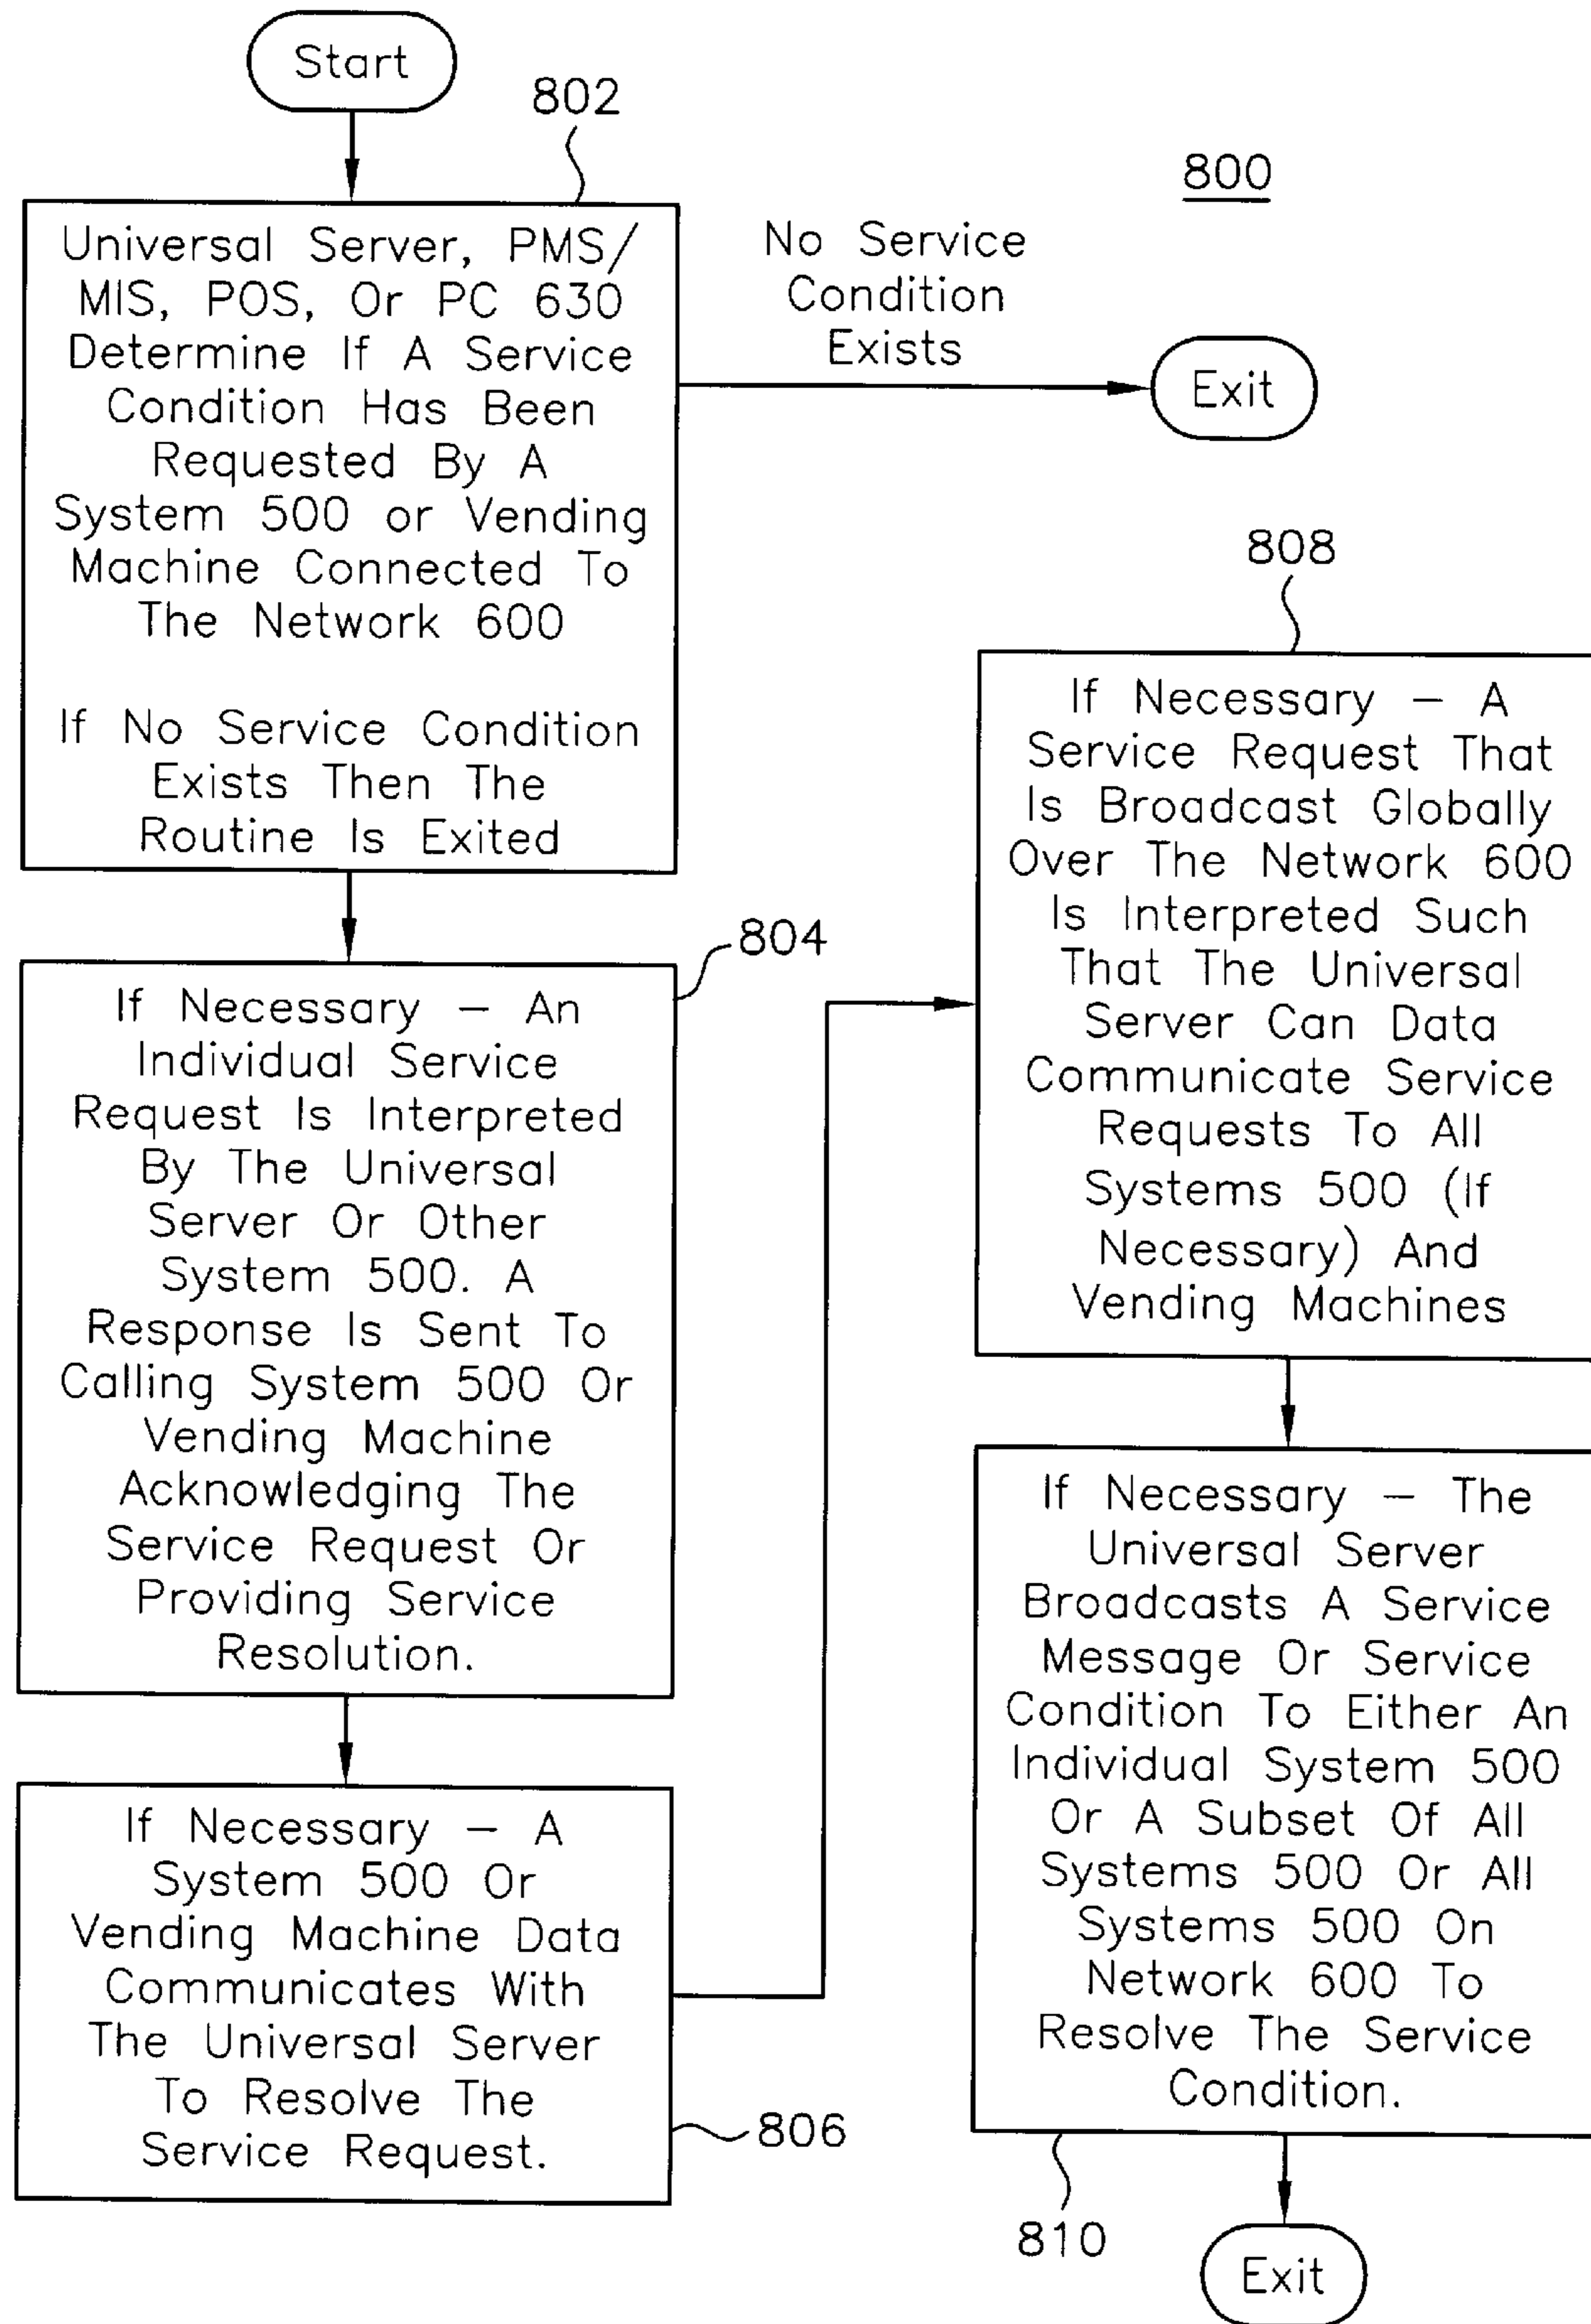 Start
802
800
Universal Server, PMS/
MIS, POS, Or PC 630
Determine If A Service
Condition Has Been
Requested By A
System 500 or Vending
Machine Connected To
The Network 600
If No Service Condition
Exists Then The
Routine Is Exited
No Service
Condition
Exists
Exit
804
If Necessary – An
Individual Service
Request Is Interpreted
By The Universal
Server Or Other
System 500. A
Response Is Sent To
Calling System 500 Or
Vending Machine
Acknowledging The
Service Request Or
Providing Service
Resolution.
If Necessary – A
System 500 Or
Vending Machine Data
Communicates With
The Universal Server
To Resolve The
Service Request.
806
808
If Necessary – A
Service Request That
Is Broadcast Globally
Over The Network 600
Is Interpreted Such
That The Universal
Server Can Data
Communicate Service
Requests To All
Systems 500 (If
Necessary) And
Vending Machines
If Necessary – The
Universal Server
Broadcasts A Service
Message Or Service
Condition To Either An
Individual System 500
Or A Subset Of All
Systems 500 Or All
Systems 500 On
Network 600 To
Resolve The Service
Condition.
810
Exit